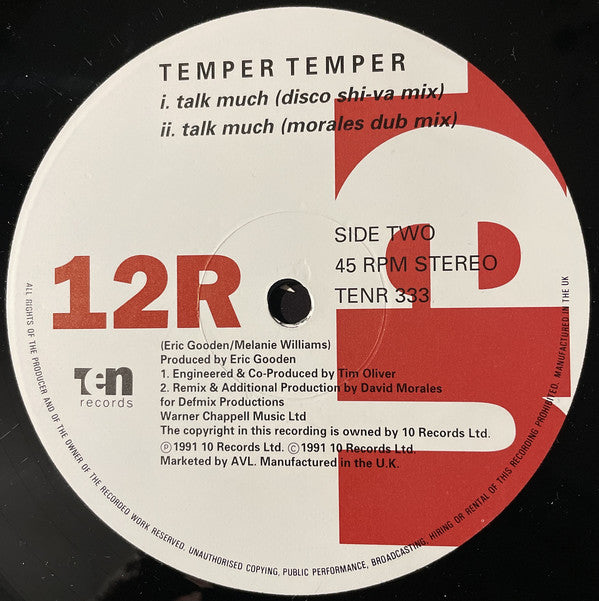 TEMPER TEMPER
i. talk much (disco shi-va mix)
ii. talk much (morales dub mix)
SIDE TWO
45 RPM STEREO
TENR 333
12R
(Eric Gooden/Melanie Williams)
Produced by Eric Gooden
1. Engineered & Co-Produced by Tim Oliver
2. Remix & Additional Production by David Morales
for Defmix Productions
Warner Chappell Music Ltd
The copyright in this recording is owned by 10 Records Ltd.
℗1991 10 Records Ltd. ©1991 10 Records Ltd.
Marketed by AVL. Manufactured in the U.K.
ten
records
ALL RIGHTS OF THE PRODUCER AND OF THE OWNER OF THE RECORDED WORK RESERVED. UNAUTHORISED COPYING, PUBLIC PERFORMANCE, BROADCASTING, HIRING OR RENTAL OF THIS RECORDING PROHIBITED. MANUFACTURED IN THE UK